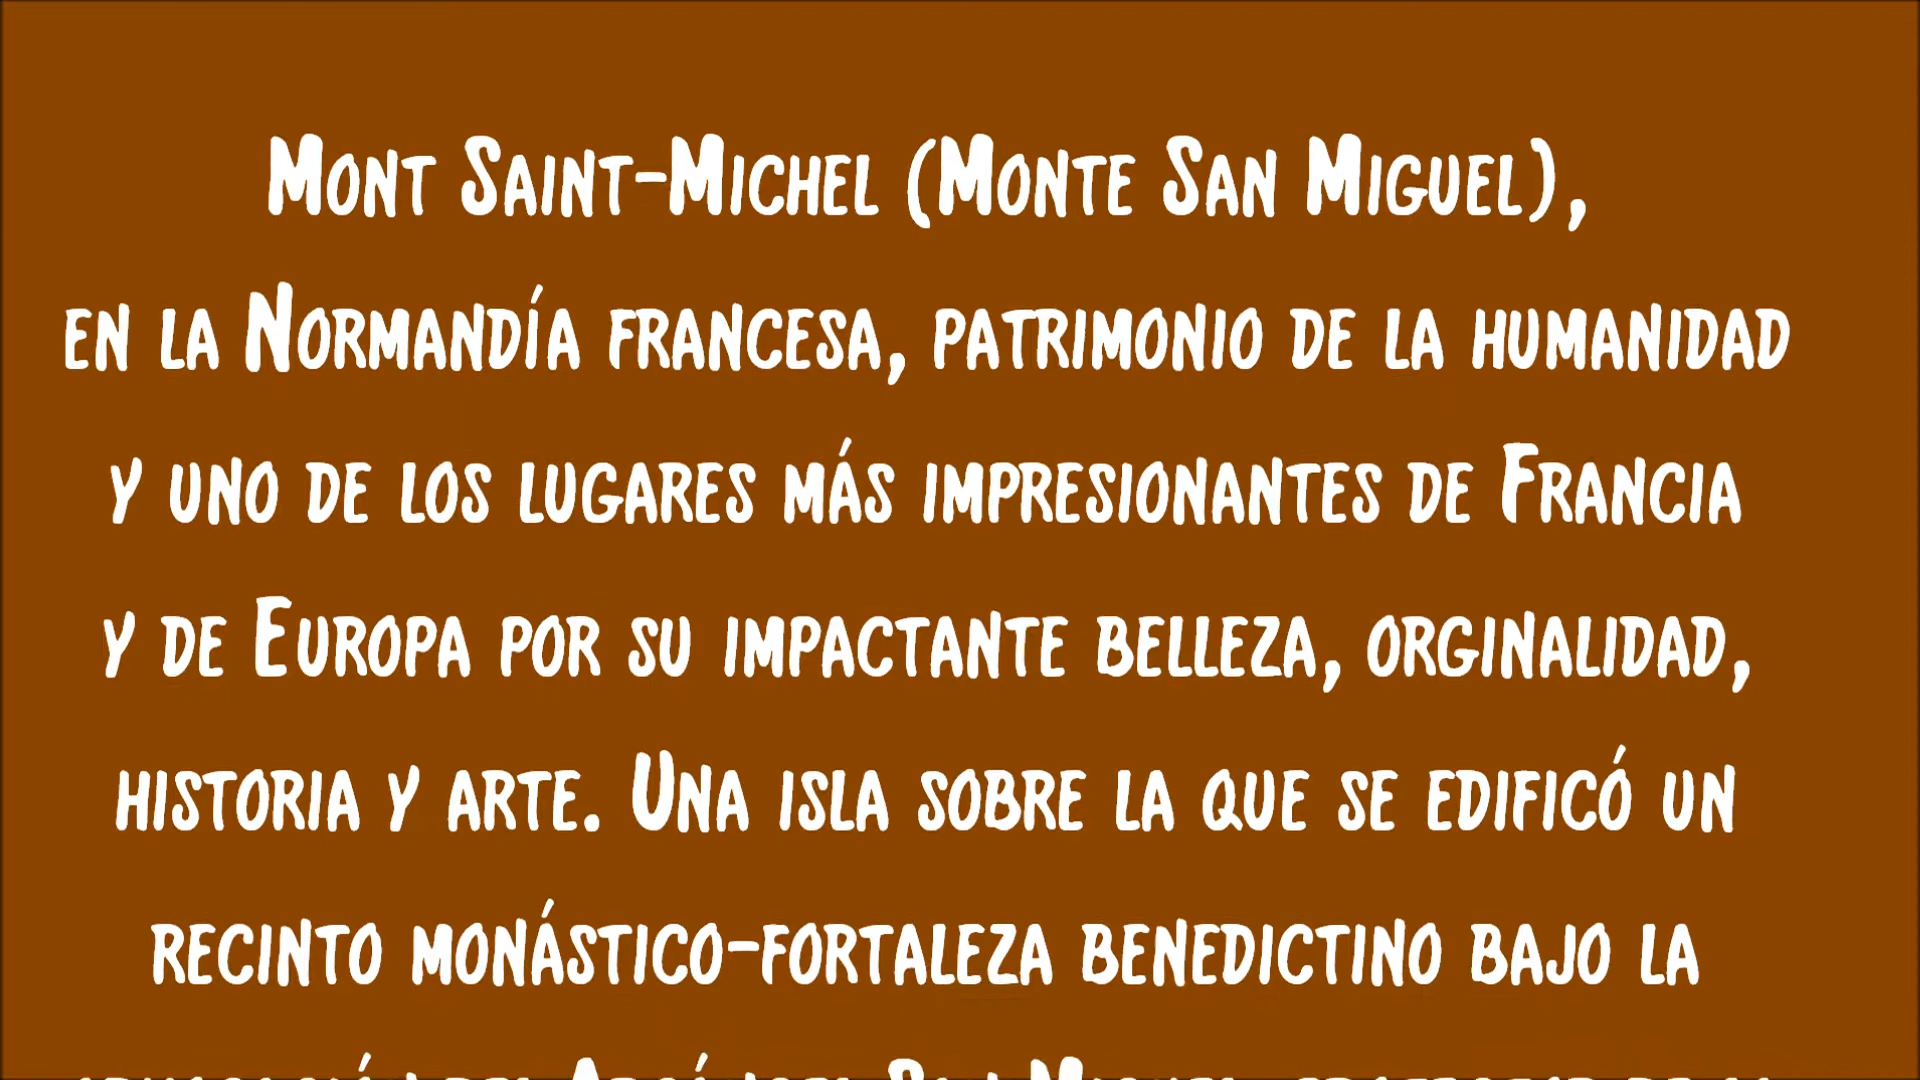 Mont Saint-Michel (Monte San Miguel),
en la Normandía francesa, patrimonio de la humanidad
y uno de los lugares más impresionantes de Francia
y de Europa por su impactante belleza, orginalidad,
historia y arte. Una isla sobre la que se edificó un
recinto monástico-fortaleza benedictino bajo la